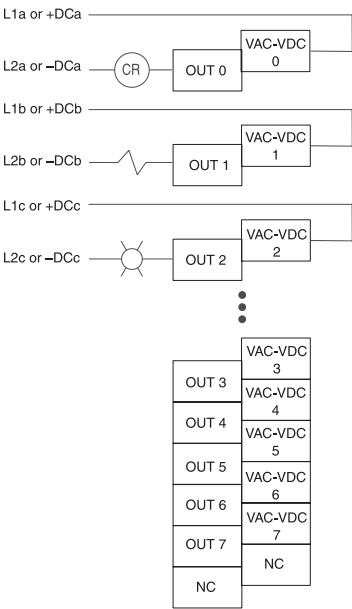 L1a or +DCa
VAC-VDC
0
L2a or –DCa
CR
OUT 0
L1b or +DCb
VAC-VDC
1
L2b or –DCb
OUT 1
L1c or +DCc
VAC-VDC
2
L2c or –DCc
OUT 2
VAC-VDC
3
OUT 3
VAC-VDC
4
OUT 4
VAC-VDC
5
OUT 5
VAC-VDC
6
OUT 6
VAC-VDC
7
OUT 7
NC
NC